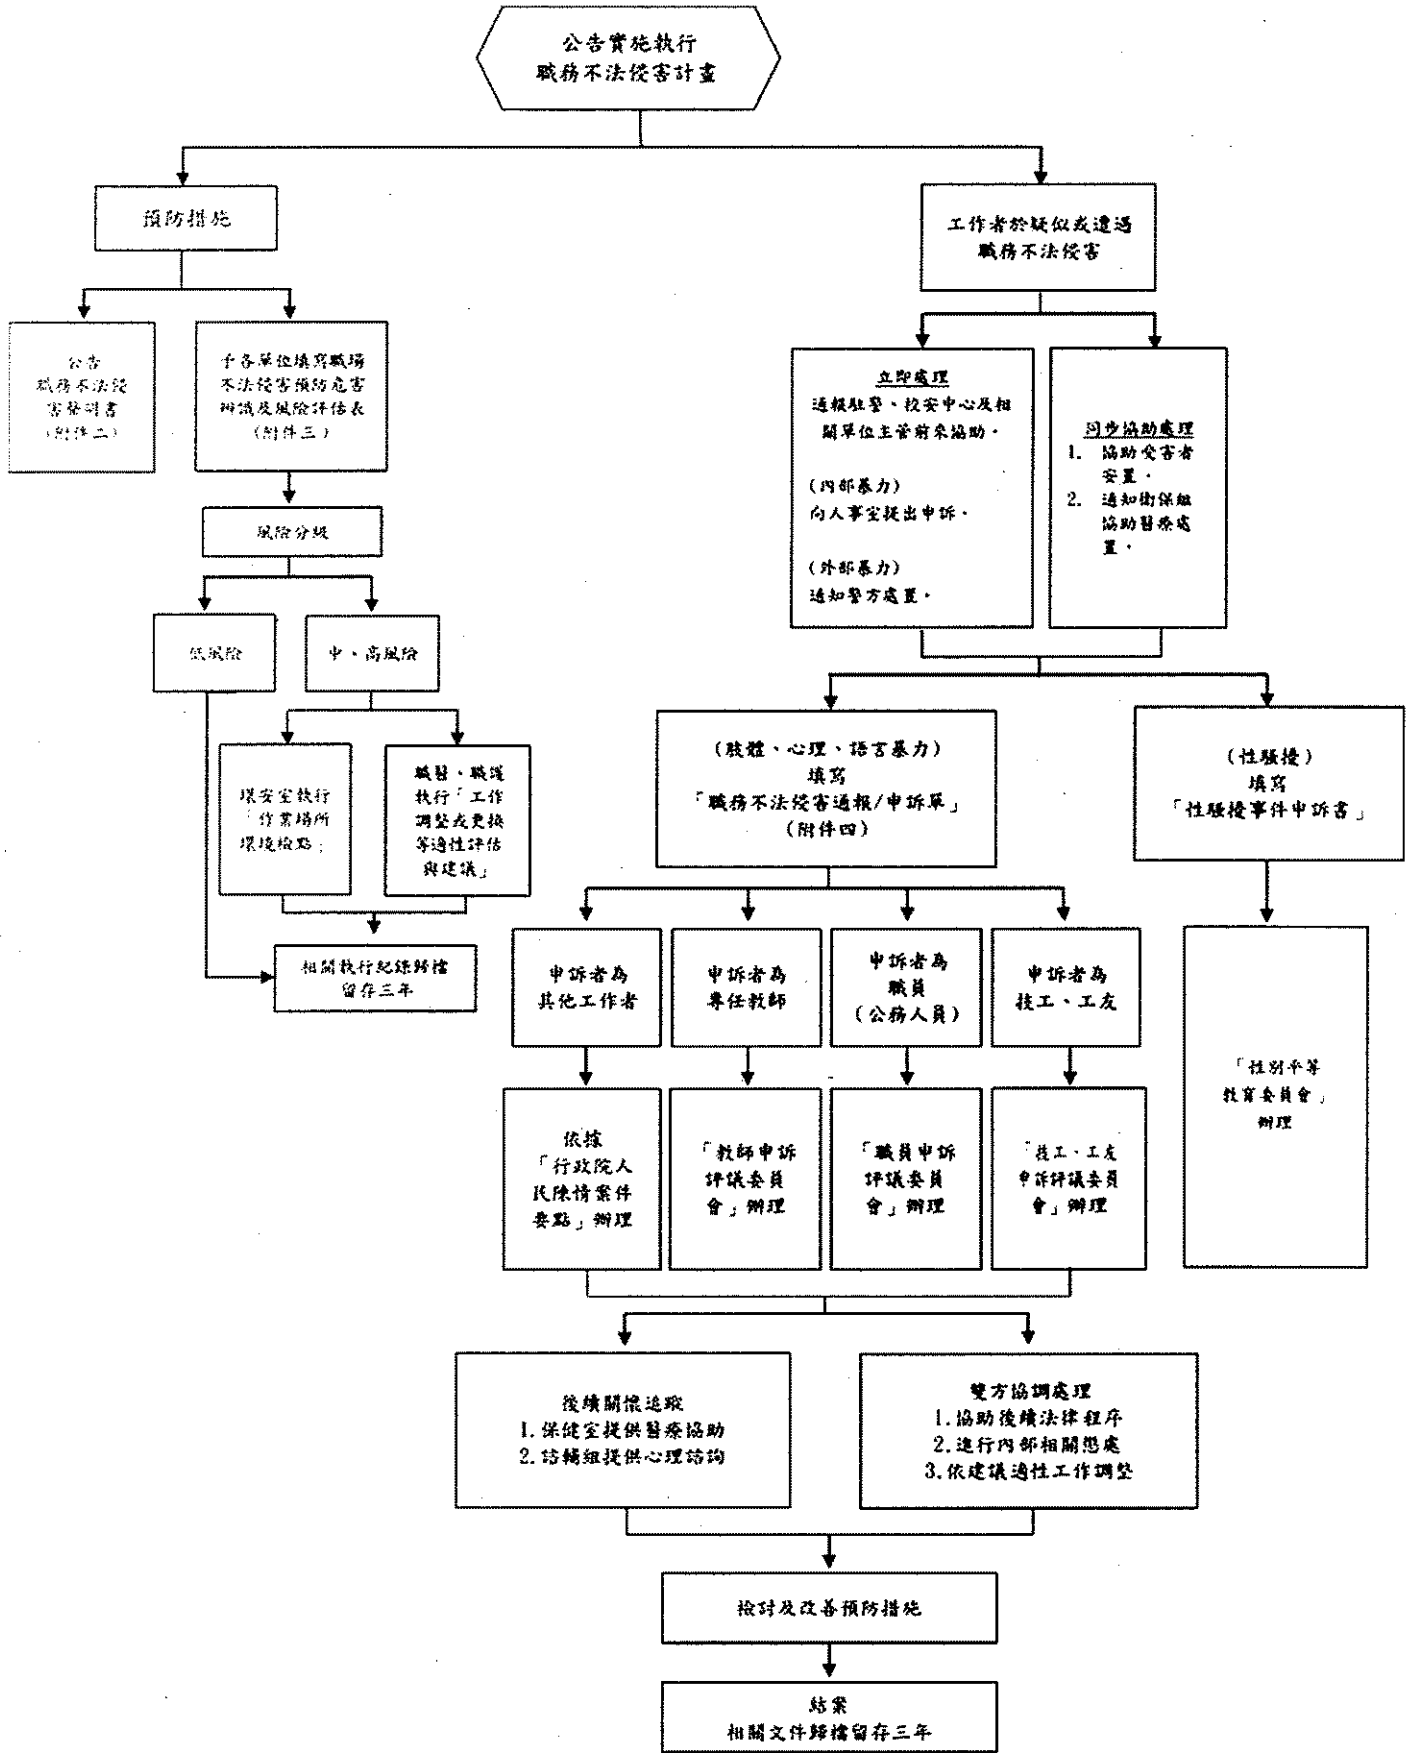 公告實施執行
職務不法侵害計畫
預防措施
工作者於疑似或遭遇
職務不法侵害
公告
職務不法侵
害聲明書
(附件二)
予各單位填寫職場
不法侵害預防危害
辨識及風險評估表
(附件三)
立即處理
通報駐警、校安中心及相
關單位主管前來協助。
(內部暴力)
向人事室提出申訴。
(外部暴力)
通知警方處置。
同步協助處理
1. 協助受害者
安置。
2. 通知衛保組
協助醫療處
置。
風險分級
低風險
中、高風險
環安室執行
「作業場所
環境檢點」
職醫、職護
執行「工作
調整或更換
等適性評估
與建議」
相關執行紀錄歸檔
留存三年
(肢體、心理、語言暴力)
填寫
「職務不法侵害通報/申訴單」
(附件四)
(性騷擾)
填寫
「性騷擾事件申訴書」
申訴者為
其他工作者
申訴者為
專任教師
申訴者為
職員
(公務人員)
申訴者為
技工、工友
依據
「行政院人
民陳情案件
要點」辦理
「教師申訴
評議委員
會」辦理
「職員申訴
評議委員
會」辦理
「技工、工友
申訴評議委員
會」辦理
「性別平等
教育委員會」
辦理
後續關懷追蹤
1.保健室提供醫療協助
2.諮輔組提供心理諮詢
雙方協調處理
1.協助後續法律程序
2.進行內部相關懲處
3.依建議適性工作調整
檢討及改善預防措施
結案
相關文件歸檔留存三年